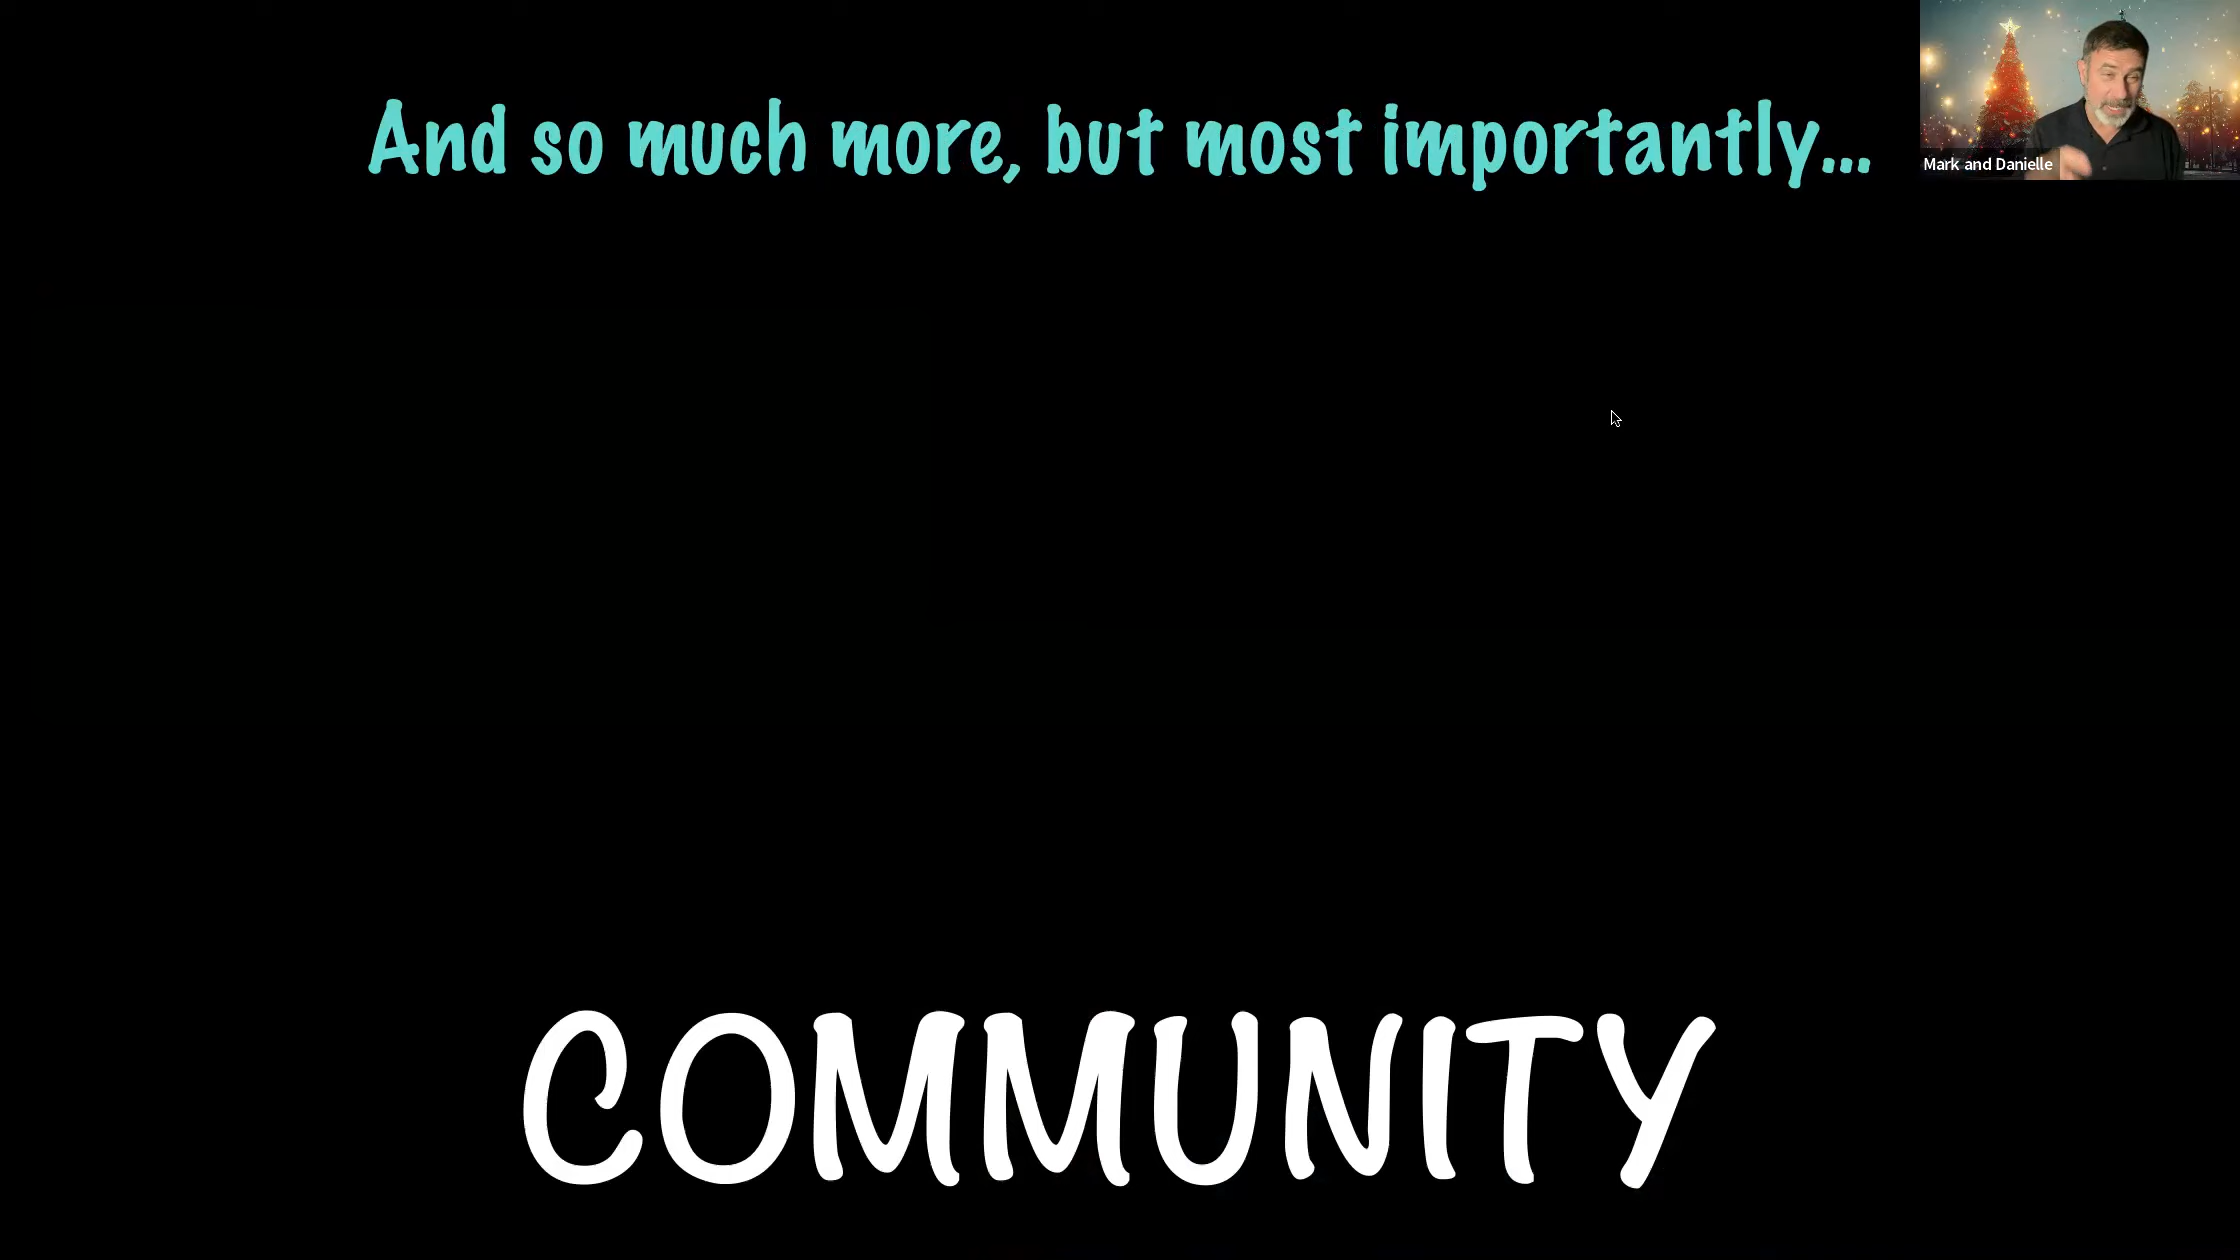 And so much more, but most importantly...
Mark and Danielle
COMMUNITY